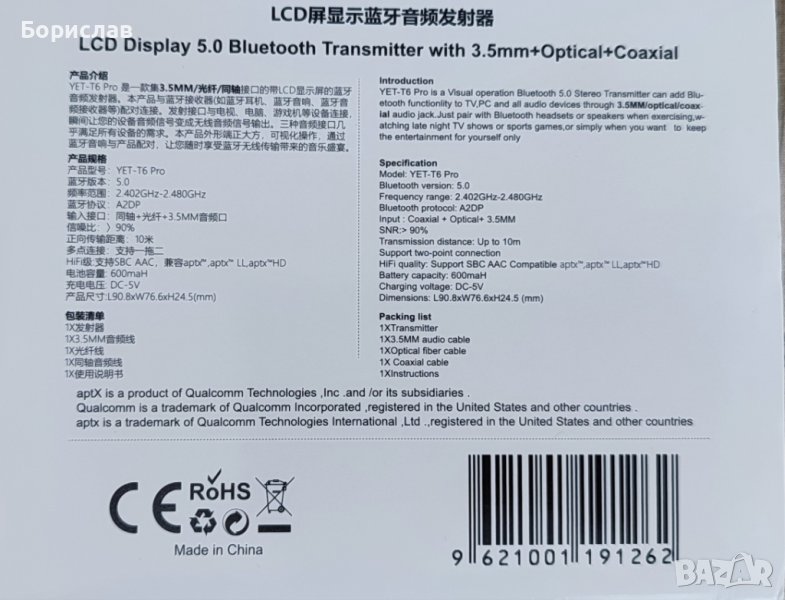 Борислав
LCD屏显示蓝牙音频发射器
LCD Display 5.0 Bluetooth Transmitter with 3.5mm+Optical+Coaxial
产品介绍
YET-T6 Pro 是一款集3.5MM/光纤/同轴接口的带LCD显示屏的蓝牙
音频发射器。本产品与蓝牙接收器(如蓝牙耳机、蓝牙音响、蓝牙音
频接收器等)配对连接。发射接口与电视、电脑、游戏机等设备连接,
瞬间让您的设备音频信号变成无线音频信号输出。三种音频接口几
乎满足所有设备的需求。本产品外形端正大方,可视化操作,通过
蓝牙音响与产品配对,让您随时享受蓝牙无线传输带来的音乐盛宴。
产品规格
产品型号:YET-T6 Pro
蓝牙版本:5.0
频率范围:2.402GHz-2.480GHz
蓝牙协议:A2DP
输入接口:同轴+光纤+3.5MM音频口
信噪比:〉90%
正向传输距离:10米
多点连接:支持一拖二
HiFi级:支持SBC AAC,兼容aptx™,aptx™ LL,aptx™HD
电池容量:600maH
充电电压:DC-5V
产品尺寸:L90.8xW76.6xH24.5(mm)
包装清单
1X发射器
1X3.5MM音频线
1X光纤线
1X同轴音频线
1X使用说明书
Introduction
YET-T6 Pro is a Visual operation Bluetooth 5.0 Stereo Transmitter can add Blu-
etooth functionlity to TV,PC and all audio devices through 3.5MM/optical/coax-
ial audio jack.Just pair with Bluetooth headsets or speakers when exercising,w-
atching late night TV shows or sports games,or simply when you want to keep
the entertainment for yourself only
Specification
Model: YET-T6 Pro
Bluetooth version: 5.0
Frequency range: 2.402GHz-2.480GHz
Bluetooth protocol: A2DP
Input : Coaxial + Optical+ 3.5MM
SNR:> 90%
Transmission distance: Up to 10m
Support two-point connection
HiFi quality: Support SBC AAC Compatible aptx™,aptx™ LL,aptx™HD
Battery capacity: 600maH
Charging voltage: DC-5V
Dimensions: L90.8xW76.6xH24.5 (mm)
Packing list
1XTransmitter
1X3.5MM audio cable
1XOptical fiber cable
1X Coaxial cable
1XInstructions
aptX is a product of Qualcomm Technologies ,Inc .and /or its subsidiaries .
Qualcomm is a trademark of Qualcomm Incorporated ,registered in the United States and other countries .
aptx is a trademark of Qualcomm Technologies International ,Ltd .,registered in the United States and other countries .
CE RoHS
Made in China
9 621001 191262
BAZAR